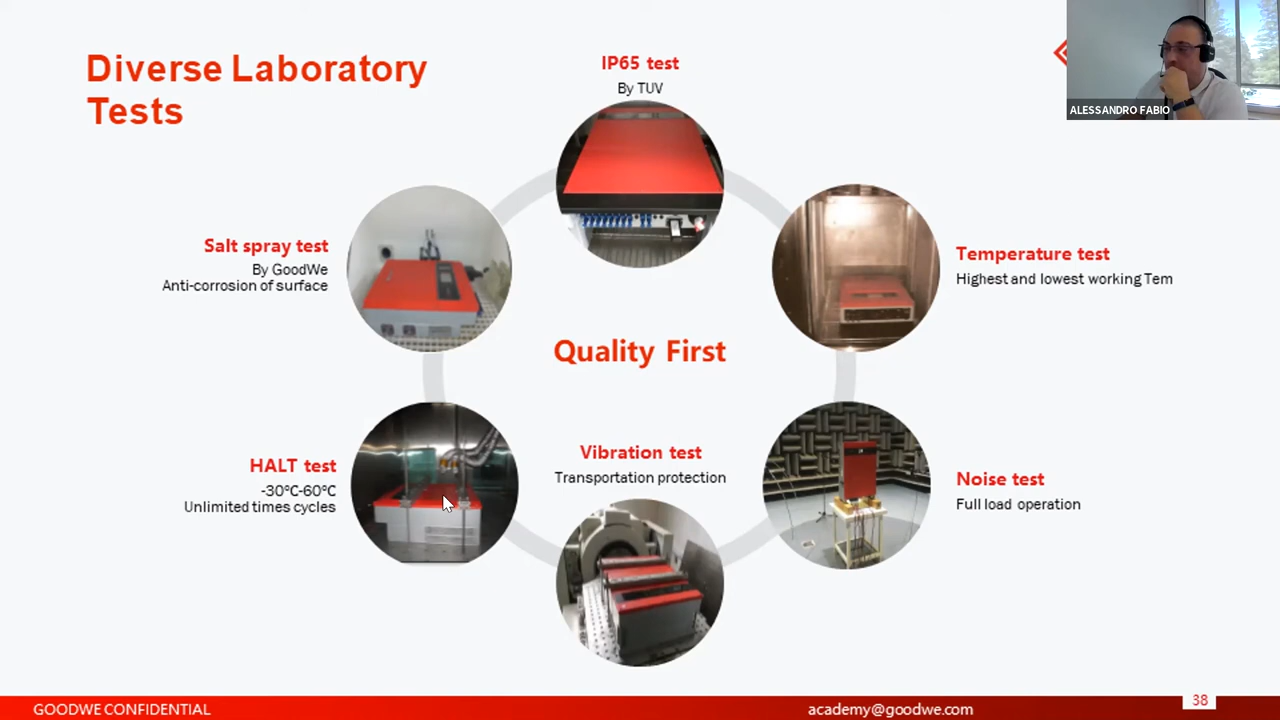 Diverse Laboratory
Tests
ALESSANDRO FABIO
IP65 test
By TUV
Salt spray test
By GoodWe
Anti-corrosion of surface
Temperature test
Highest and lowest working Tem
Quality First
HALT test
-30℃-60℃
Unlimited times cycles
Vibration test
Transportation protection
Noise test
Full load operation
GOODWE CONFIDENTIAL
academy@goodwe.com
38